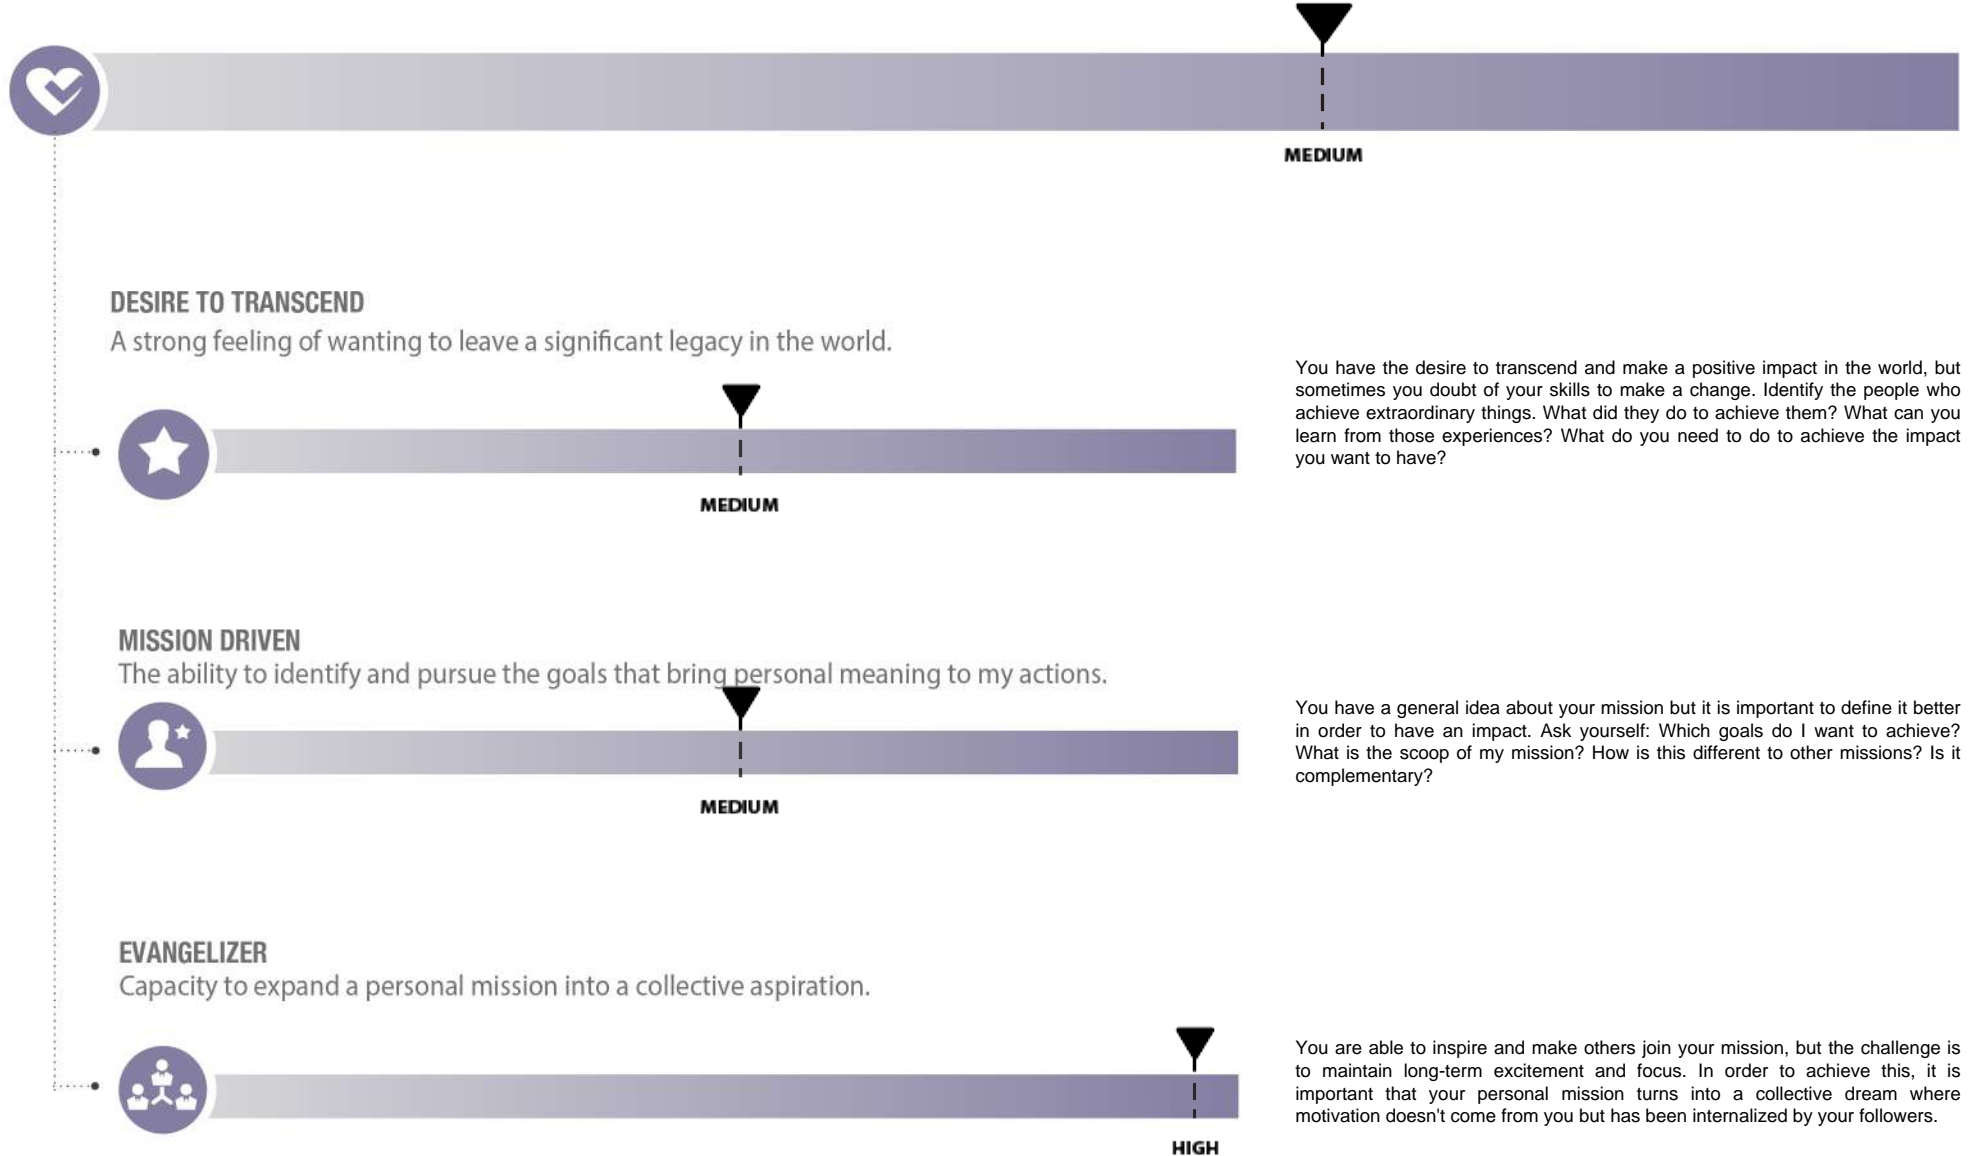 MEDIUM
DESIRE TO TRANSCEND
A strong feeling of wanting to leave a significant legacy in the world.
You have the desire to transcend and make a positive impact in the world, but
sometimes you doubt of your skills to make a change. Identify the people who
achieve extraordinary things. What did they do to achieve them? What can you
learn from those experiences? What do you need to do to achieve the impact
you want to have?
MEDIUM
MISSION DRIVEN
The ability to identify and pursue the goals that bring personal meaning to my actions.
You have a general idea about your mission but it is important to define it better
in order to have an impact. Ask yourself: Which goals do I want to achieve?
What is the scoop of my mission? How is this different to other missions? Is it
complementary?
MEDIUM
EVANGELIZER
Capacity to expand a personal mission into a collective aspiration.
You are able to inspire and make others join your mission, but the challenge is
to maintain long-term excitement and focus. In order to achieve this, it is
important that your personal mission turns into a collective dream where
motivation doesn't come from you but has been internalized by your followers.
HIGH